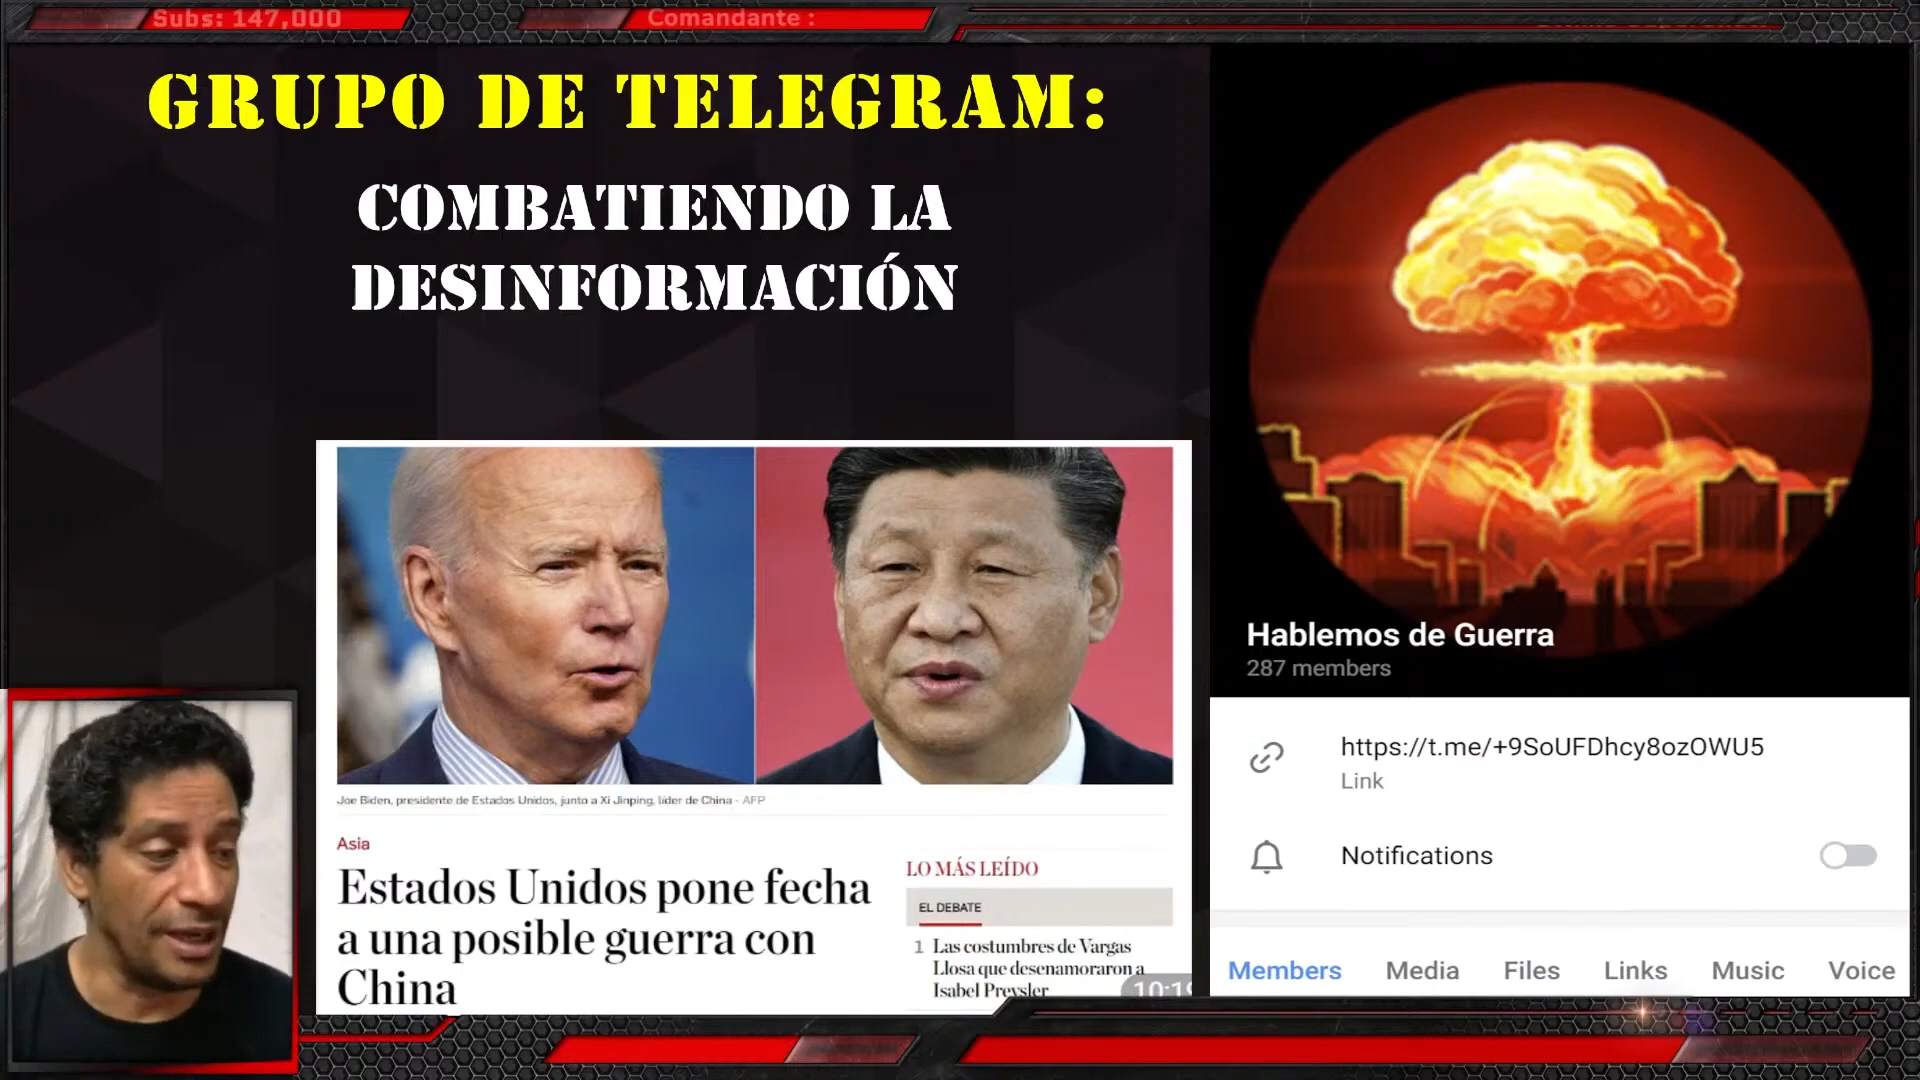 Subs: 147,000
Comandante :
GRUPO DE TELEGRAM:
COMBATIENDO LA
DESINFORMACIÓN
Joe Biden, presidente de Estados Unidos, junto a Xi Jinping, líder de China - AFP
Asia
Estados Unidos pone fecha
a una posible guerra con
China
LO MÁS LEÍDO
EL DEBATE
1 Las costumbres de Vargas
Llosa que desenamoraron a
Isabel Preysler
10:19
Hablemos de Guerra
287 members
https://t.me/+9SoUFDhcy8ozOWU5
Link
Notifications
Members Media Files Links Music Voice